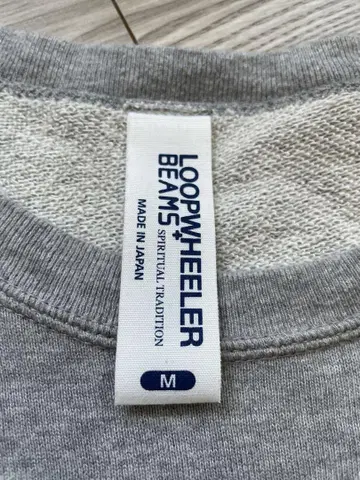 LOOPWHEELER
BEAMS+
SPIRITUAL TRADITION
MADE IN JAPAN
M